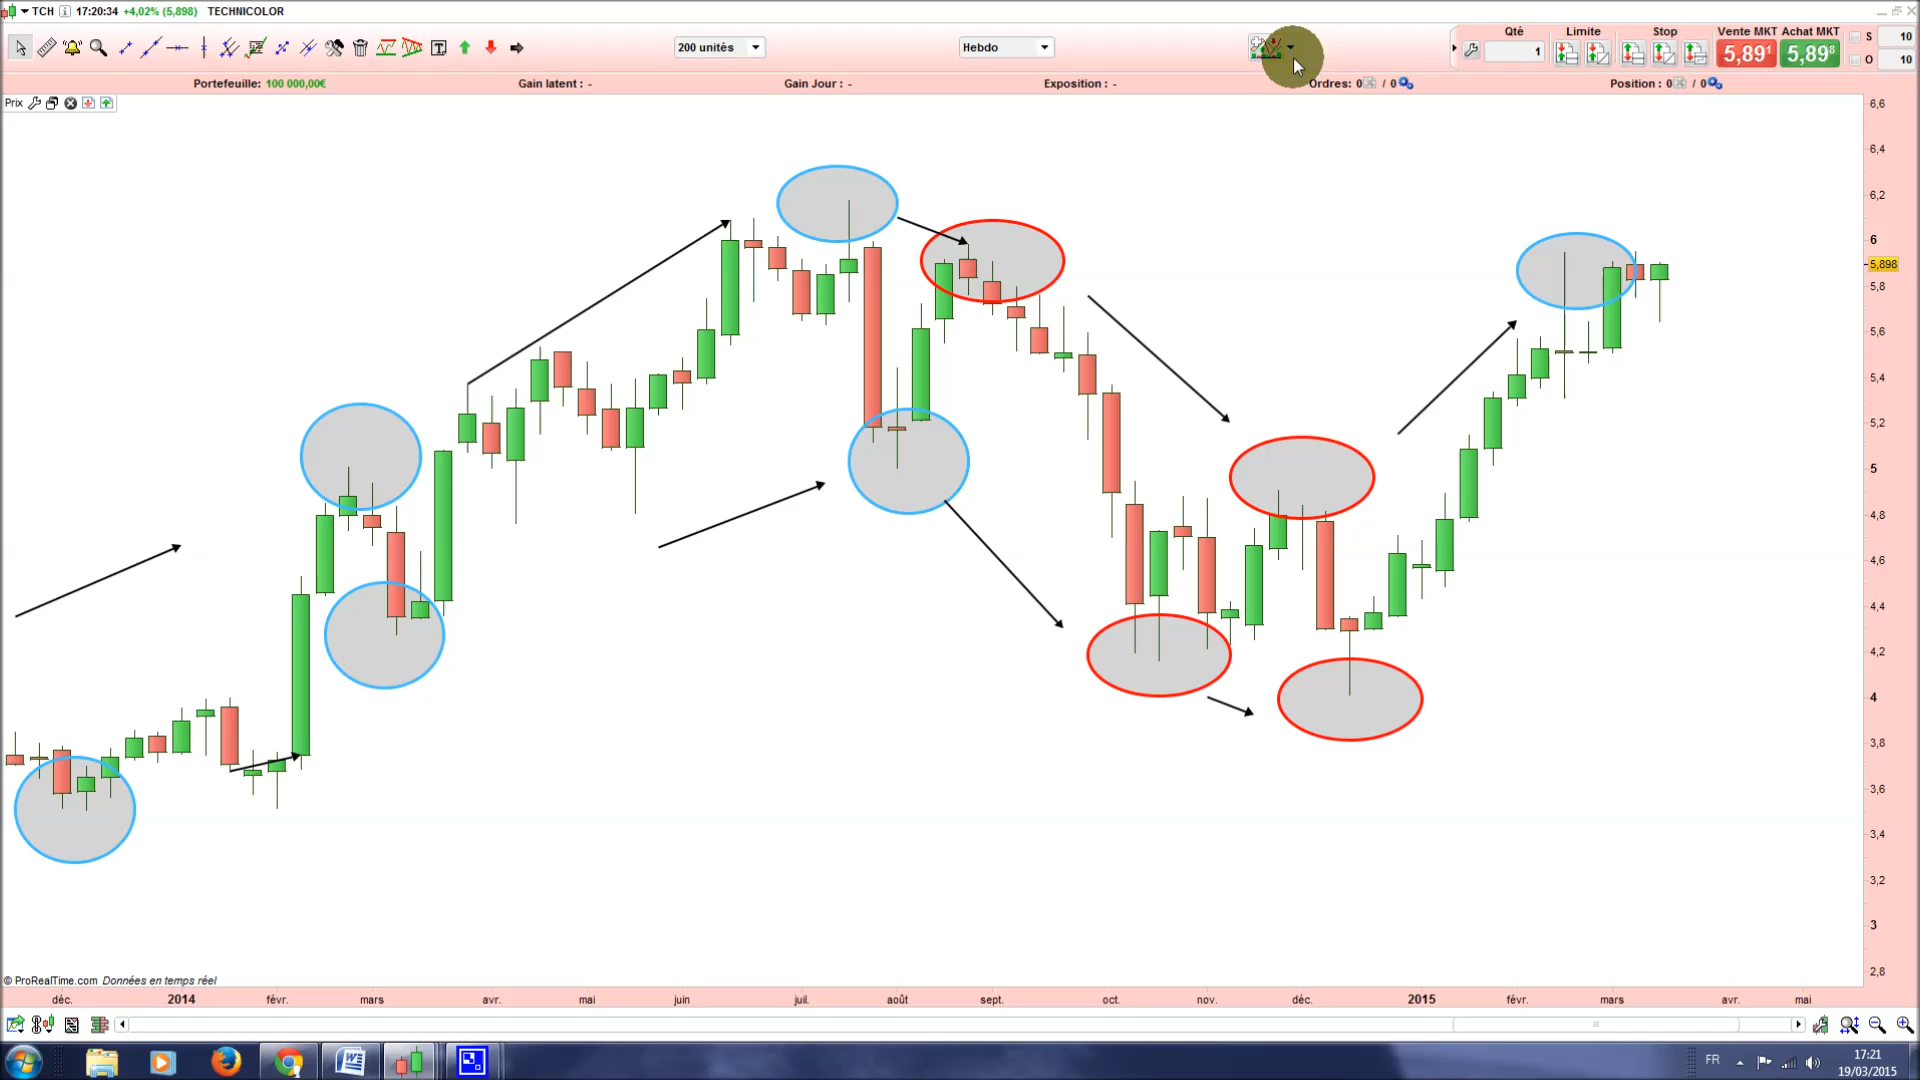 TCH 17:20:34 +4,02% (5,898) TECHNICOLOR
200 unités
Hebdo
Qté Limite Stop Vente MKT Achat MKT
1 5,89¹ 5,89⁸
S 10
O 10
Portefeuille: 100 000,00€ Gain latent : - Gain Jour : - Exposition : - Ordres: 0 / 0 Position : 0 / 0
Prix
6,6
6,4
6,2
6
5,898
5,8
5,6
5,4
5,2
5
4,8
4,6
4,4
4,2
4
3,8
3,6
3,4
3,2
3
2,8
© ProRealTime.com Données en temps réel
déc. 2014 févr. mars avr. mai juin juil. août sept. oct. nov. déc. 2015 févr. mars avr. mai
FR
17:21
19/03/2015